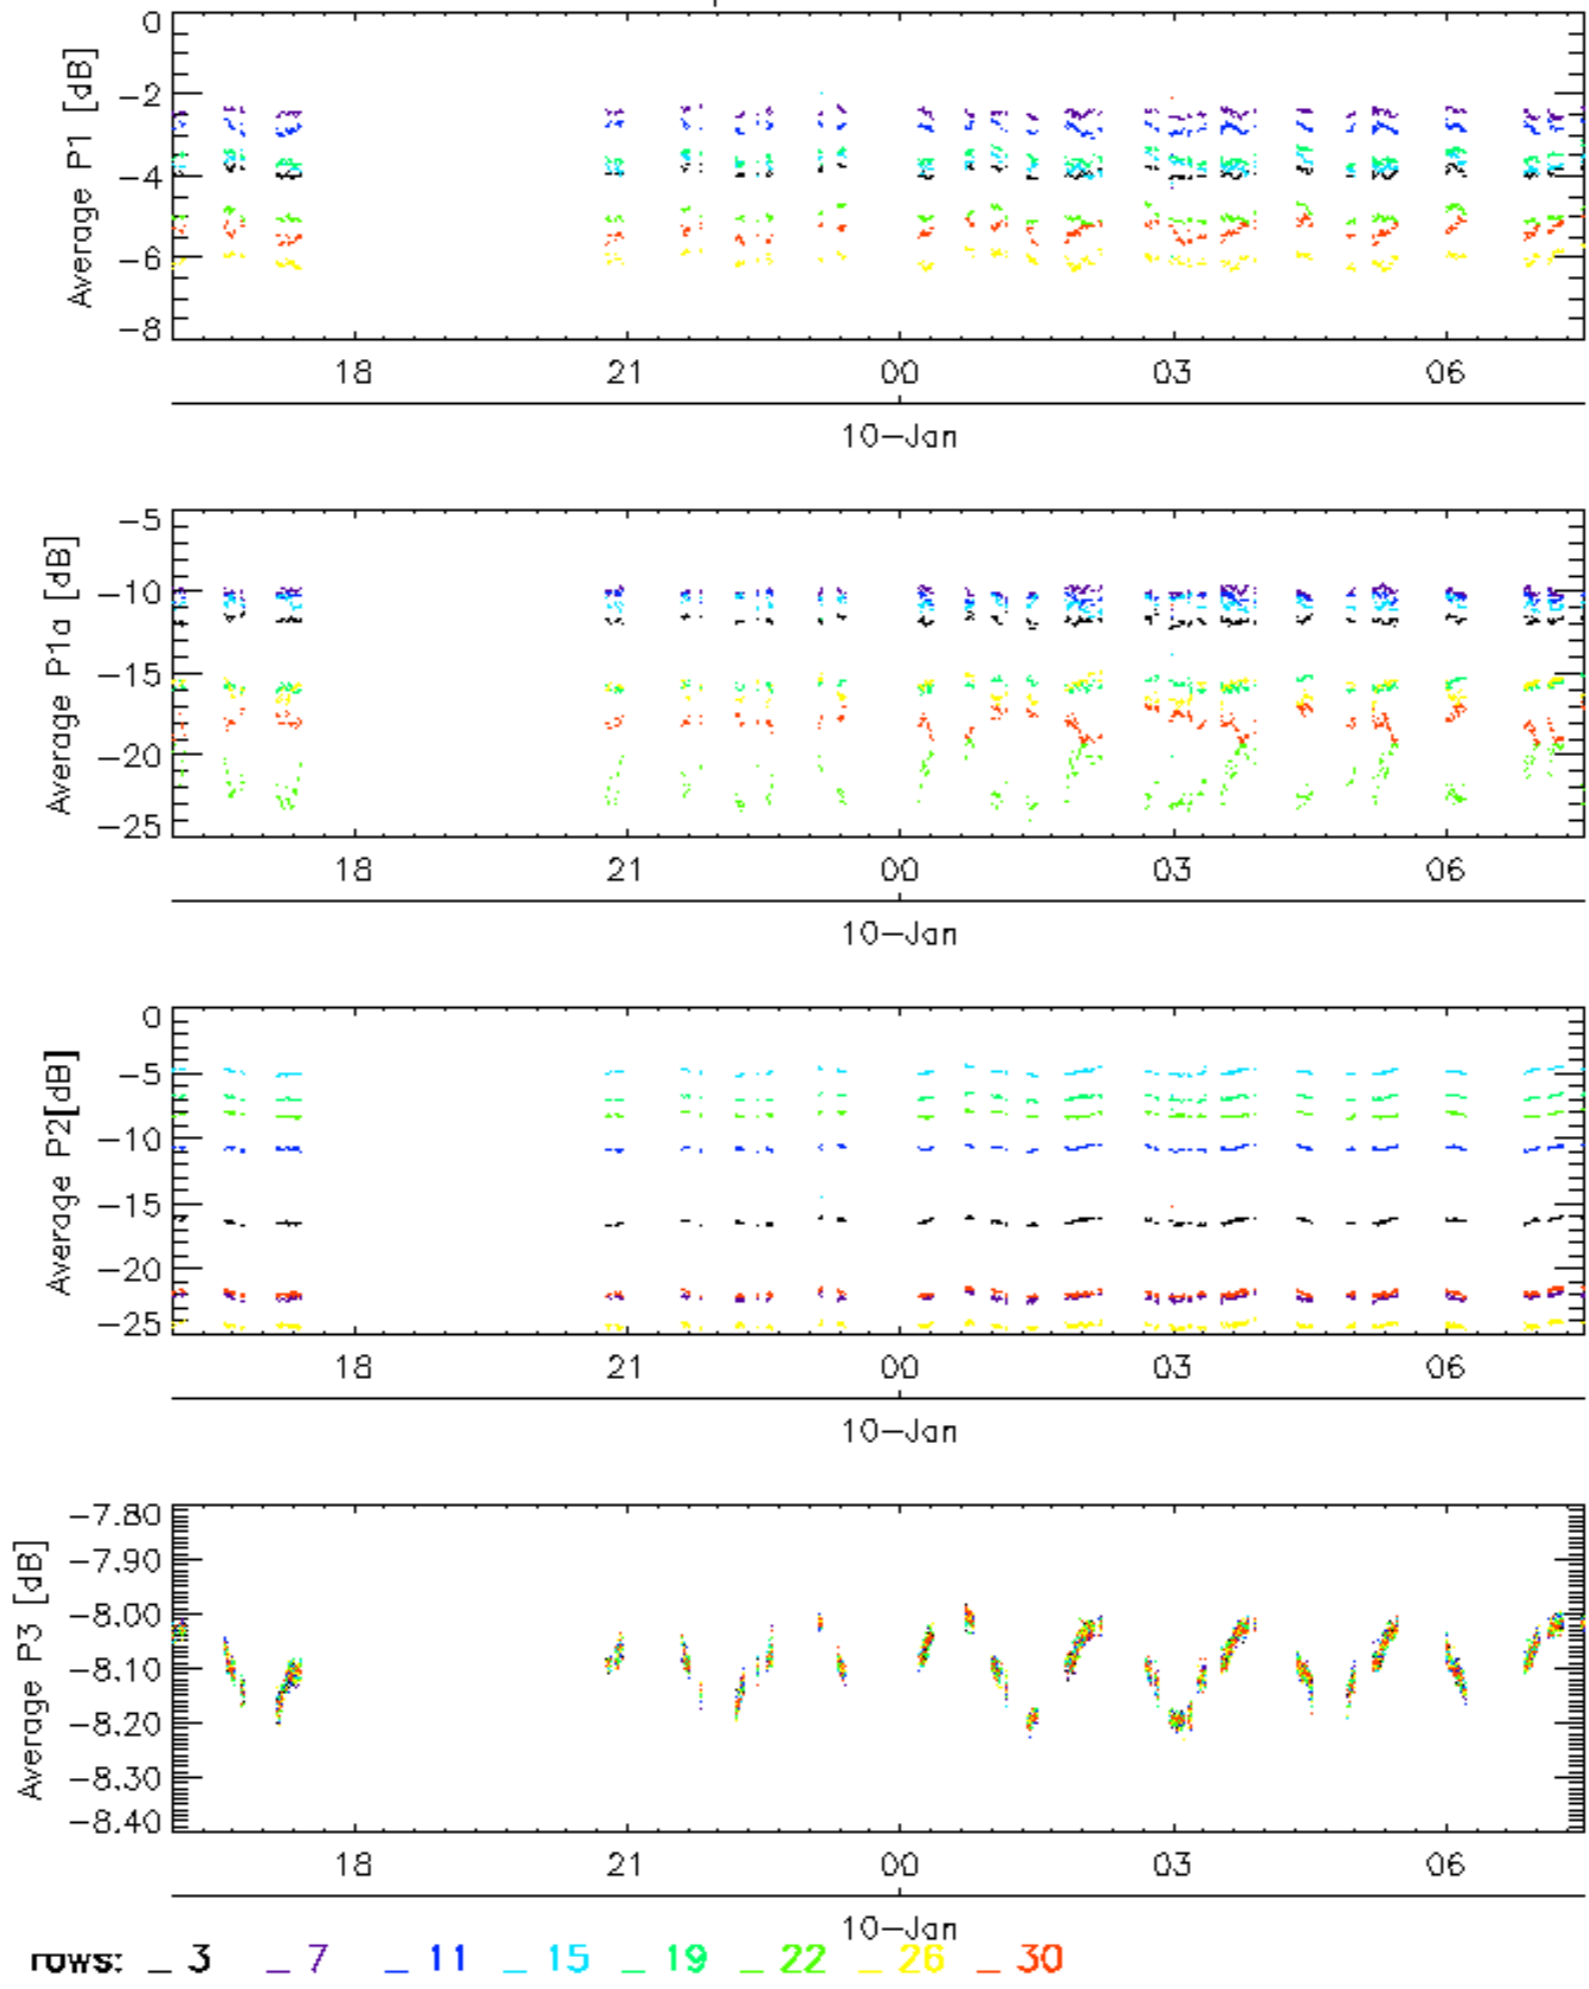 0
−2
−4
−6
−8
Average P1 [dB]
18 21 00 03 06
10−Jan
−5
−10
−15
−20
−25
Average P1a [dB]
18 21 00 03 06
10−Jan
0
−5
−10
−15
−20
−25
Average P2[dB]
18 21 00 03 06
10−Jan
−7.80
−7.90
−8.00
−8.10
−8.20
−8.30
−8.40
Average P3 [dB]
18 21 00 03 06
10−Jan
rows: _ 3 _ 7 _ 11 _ 15 _ 19 _ 22 _ 26 _ 30